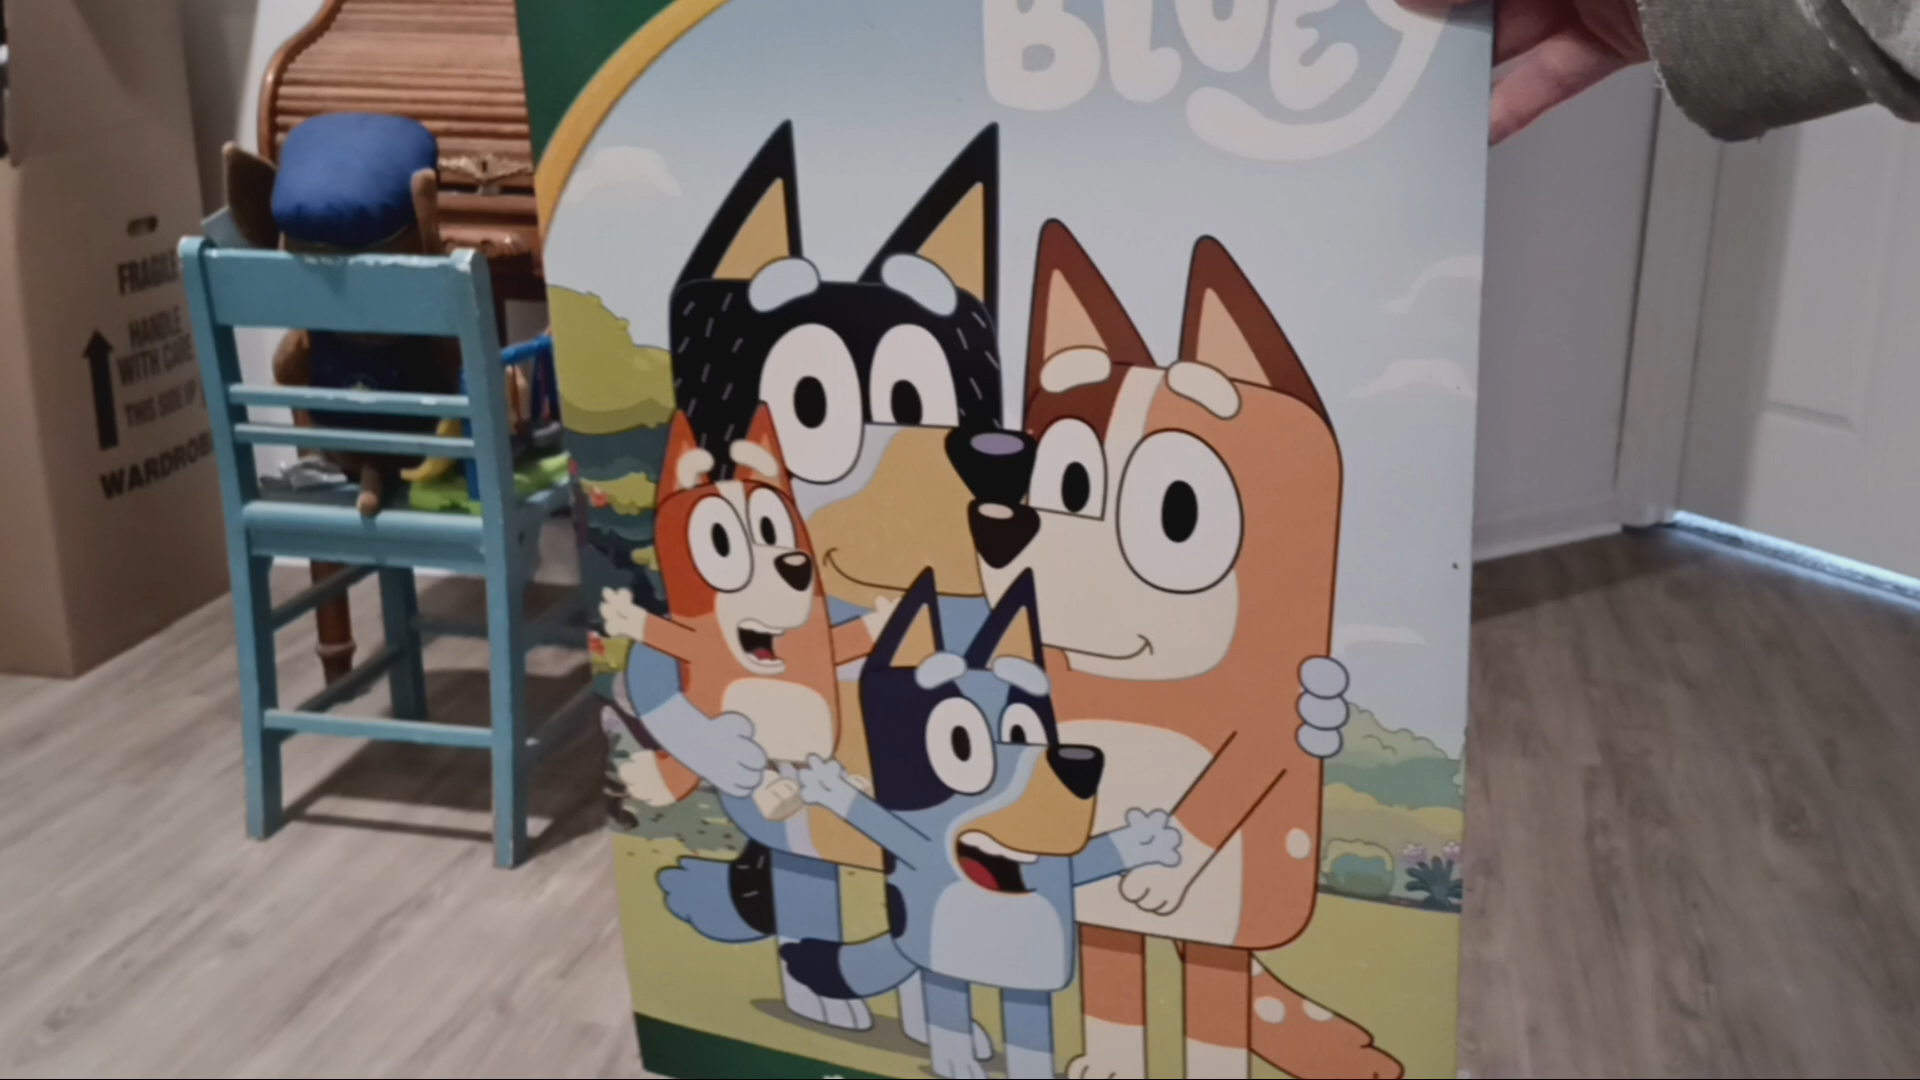 BLUEY
FRAGILE
HANDLE
WITH CARE
THIS SIDE UP
WARDROB